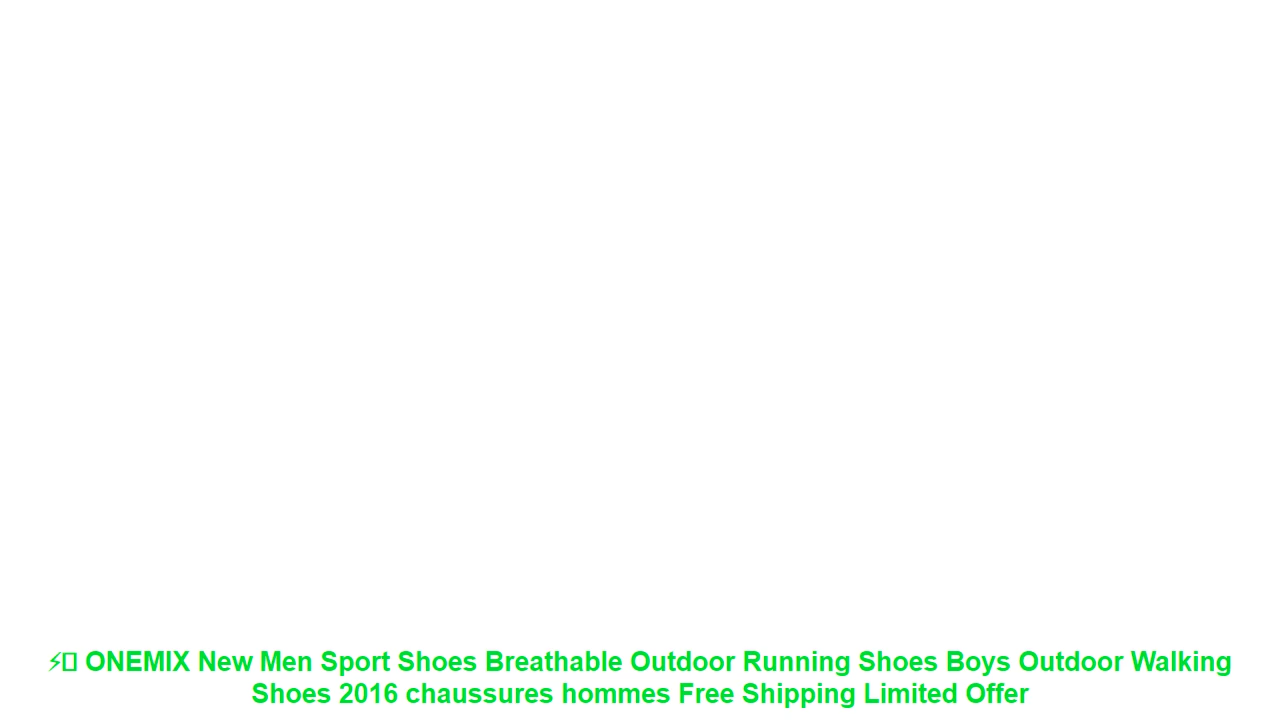 ⚡️ ONEMIX New Men Sport Shoes Breathable Outdoor Running Shoes Boys Outdoor Walking
Shoes 2016 chaussures hommes Free Shipping Limited Offer